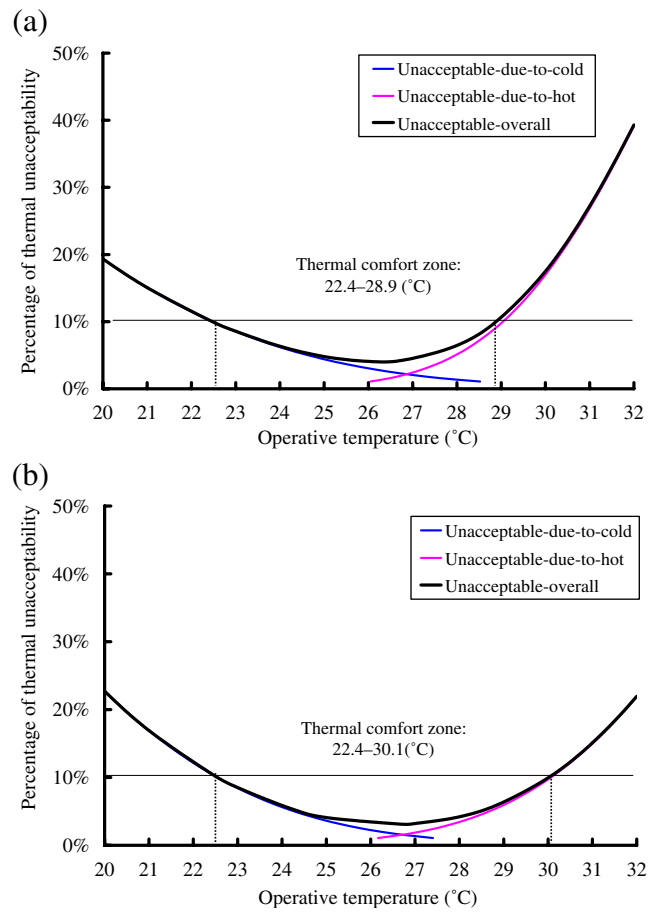 (a)
50%
40%
30%
20%
10%
0%
Percentage of thermal unacceptability
Unacceptable-due-to-cold
Unacceptable-due-to-hot
Unacceptable-overall
Thermal comfort zone:
22.4–28.9 (˚C)
20 21 22 23 24 25 26 27 28 29 30 31 32
Operative temperature (˚C)
(b)
50%
40%
30%
20%
10%
0%
Percentage of thermal unacceptability
Unacceptable-due-to-cold
Unacceptable-due-to-hot
Unacceptable-overall
Thermal comfort zone:
22.4–30.1(˚C)
20 21 22 23 24 25 26 27 28 29 30 31 32
Operative temperature (˚C)